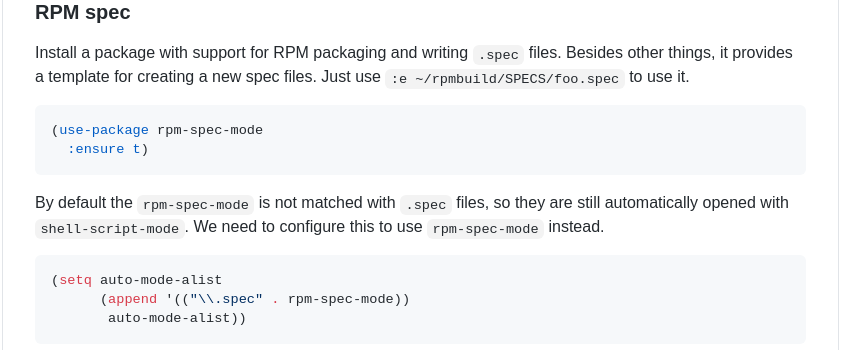 RPM spec
Install a package with support for RPM packaging and writing .spec files. Besides other things, it provides
a template for creating a new spec files. Just use :e ~/rpmbuild/SPECS/foo.spec to use it.
(use-package rpm-spec-mode
  :ensure t)
By default the rpm-spec-mode is not matched with .spec files, so they are still automatically opened with
shell-script-mode. We need to configure this to use rpm-spec-mode instead.
(setq auto-mode-alist
      (append '(("\\.spec" . rpm-spec-mode))
       auto-mode-alist))